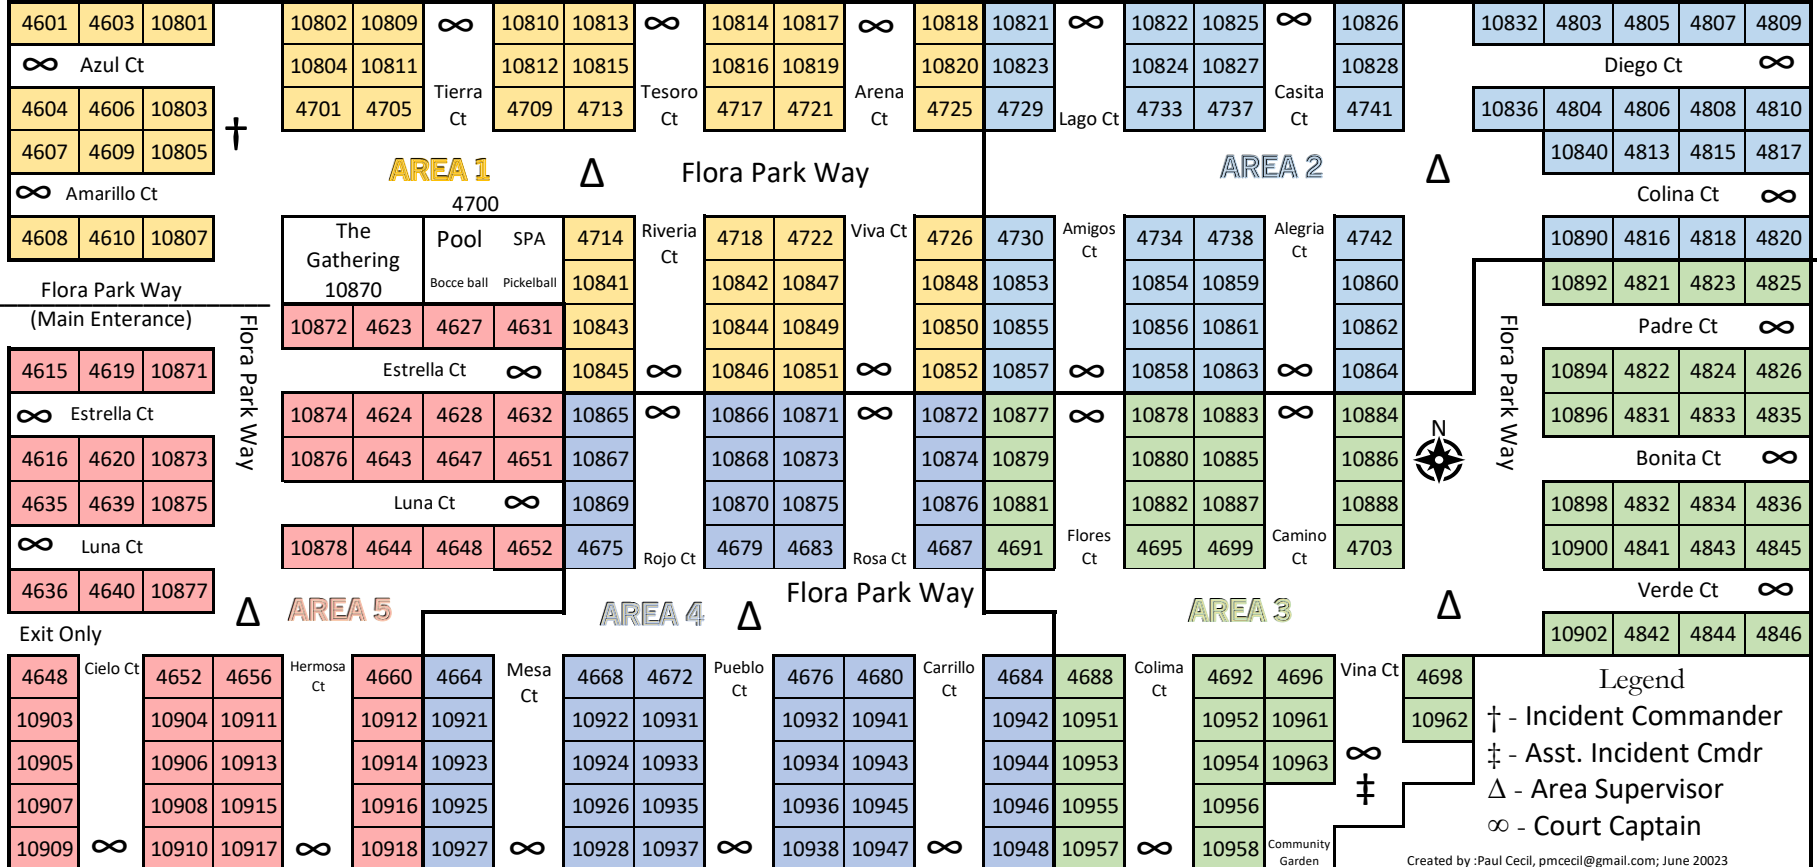 4601 4603 10801 10802 10809 ∞ 10810 10813 ∞ 10814 10817 ∞ 10818 10821 ∞ 10822 10825 ∞ 10826 10832 4803 4805 4807 4809
∞ Azul Ct 10804 10811 10812 10815 10816 10819 10820 10823 10824 10827 10828 Diego Ct ∞
Tierra Ct Tesoro Ct Arena Ct Lago Ct Casita Ct
4604 4606 10803 4701 4705 4709 4713 4717 4721 4725 4729 4733 4737 4741 10836 4804 4806 4808 4810
†
4607 4609 10805 10840 4813 4815 4817
∞ Amarillo Ct AREA 1 Δ Flora Park Way AREA 2 Δ Colina Ct ∞
4700
4608 4610 10807 The Gathering 10870 Pool SPA 4714 Riveria Ct 4718 4722 Viva Ct 4726 4730 Amigos Ct 4734 4738 Alegria Ct 4742 10890 4816 4818 4820
Flora Park Way Bocce ball Pickelball 10841 10842 10847 10848 10853 10854 10859 10860 10892 4821 4823 4825
(Main Enterance) Flora Park Way 10872 4623 4627 4631 10843 10844 10849 10850 10855 10856 10861 10862 Flora Park Way Padre Ct ∞
4615 4619 10871 Estrella Ct ∞ 10845 ∞ 10846 10851 ∞ 10852 10857 ∞ 10858 10863 ∞ 10864 10894 4822 4824 4826
∞ Estrella Ct 10874 4624 4628 4632 10865 ∞ 10866 10871 ∞ 10872 10877 ∞ 10878 10883 ∞ 10884 N 10896 4831 4833 4835
4616 4620 10873 10876 4643 4647 4651 10867 10868 10873 10874 10879 10880 10885 10886 Bonita Ct ∞
4635 4639 10875 Luna Ct ∞ 10869 10870 10875 10876 10881 10882 10887 10888 10898 4832 4834 4836
∞ Luna Ct 10878 4644 4648 4652 4675 Rojo Ct 4679 4683 Rosa Ct 4687 4691 Flores Ct 4695 4699 Camino Ct 4703 10900 4841 4843 4845
4636 4640 10877 Δ AREA 5 AREA 4 Δ Flora Park Way AREA 3 Δ Verde Ct ∞
Exit Only 10902 4842 4844 4846
4648 Cielo Ct 4652 4656 Hermosa Ct 4660 4664 Mesa Ct 4668 4672 Pueblo Ct 4676 4680 Carrillo Ct 4684 4688 Colima Ct 4692 4696 Vina Ct 4698
10903 10904 10911 10912 10921 10922 10931 10932 10941 10942 10951 10952 10961 10962
10905 10906 10913 10914 10923 10924 10933 10934 10943 10944 10953 10954 10963 ∞
10907 10908 10915 10916 10925 10926 10935 10936 10945 10946 10955 10956 ‡
10909 ∞ 10910 10917 ∞ 10918 10927 ∞ 10928 10937 ∞ 10938 10947 ∞ 10948 10957 ∞ 10958 Community Garden
Legend
† - Incident Commander
‡ - Asst. Incident Cmdr
Δ - Area Supervisor
∞ - Court Captain
Created by :Paul Cecil, pmcecil@gmail.com; June 20023